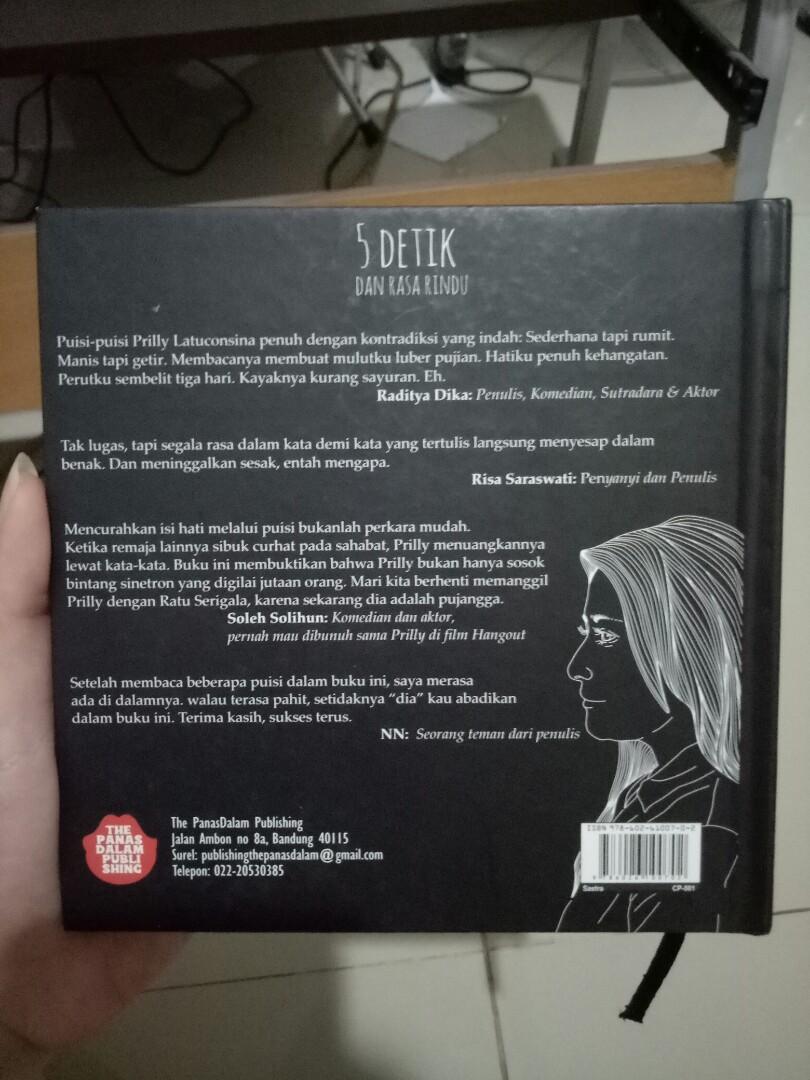 5 DETIK
DAN RASA RINDU
Puisi-puisi Prilly Latuconsina penuh dengan kontradiksi yang indah: Sederhana tapi rumit.
Manis tapi getir. Membacanya membuat mulutku luber pujian. Hatiku penuh kehangatan.
Perutku sembelit tiga hari. Kayaknya kurang sayuran. Eh.
Raditya Dika: Penulis, Komedian, Sutradara & Aktor
Tak lugas, tapi segala rasa dalam kata demi kata yang tertulis langsung menyesap dalam
benak. Dan meninggalkan sesak, entah mengapa.
Risa Saraswati: Penyanyi dan Penulis
Mencurahkan isi hati melalui puisi bukanlah perkara mudah.
Ketika remaja lainnya sibuk curhat pada sahabat, Prilly menuangkannya
lewat kata-kata. Buku ini membuktikan bahwa Prilly bukan hanya sosok
bintang sinetron yang digilai jutaan orang. Mari kita berhenti memanggil
Prilly dengan Ratu Serigala, karena sekarang dia adalah pujangga.
Soleh Solihun: Komedian dan aktor,
pernah mau dibunuh sama Prilly di film Hangout
Setelah membaca beberapa puisi dalam buku ini, saya merasa
ada di dalamnya. walau terasa pahit, setidaknya “dia” kau abadikan
dalam buku ini. Terima kasih, sukses terus.
NN: Seorang teman dari penulis
THE
PANAS
DALAM
PUBLI
SHING
The PanasDalam Publishing
Jalan Ambon no 8a, Bandung 40115
Surel: publishingthepanasdalam@gmail.com
Telepon: 022-20530385
ISBN 978-602-61007-0-2
Sastra CP-001